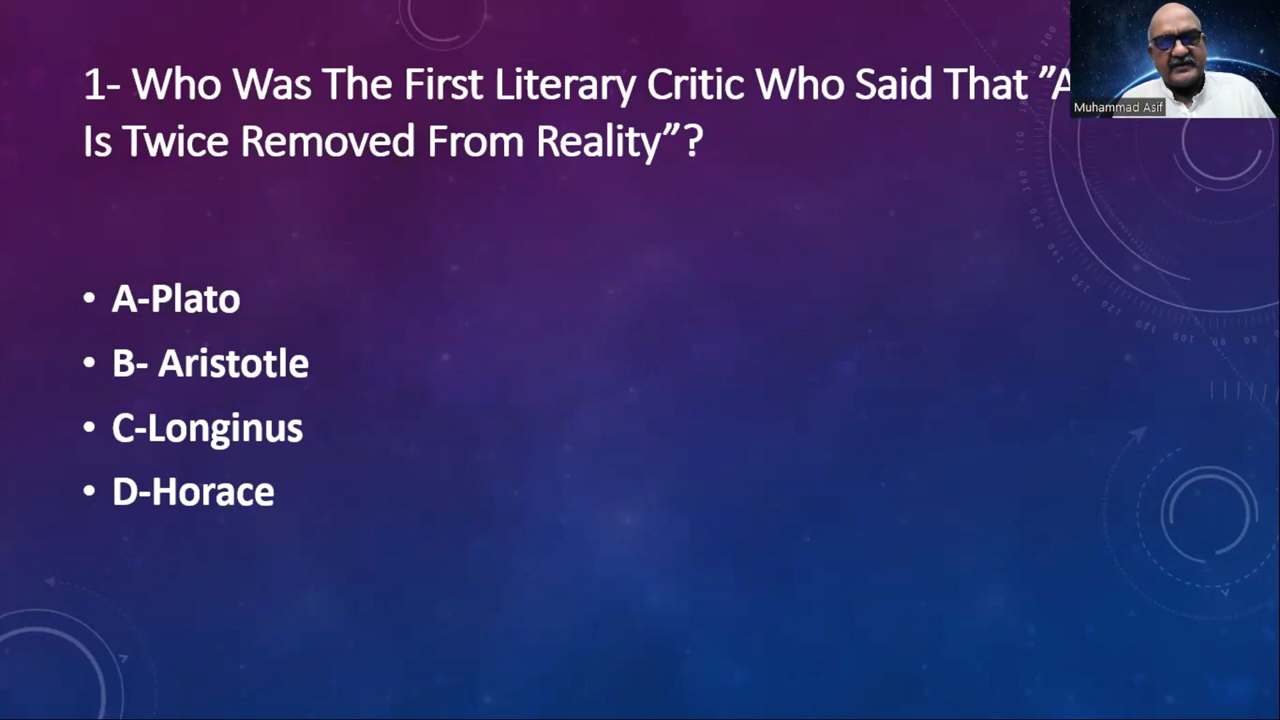 1- Who Was The First Literary Critic Who Said That ”A
Is Twice Removed From Reality”?
Muhammad Asif
• A-Plato
• B- Aristotle
• C-Longinus
• D-Horace